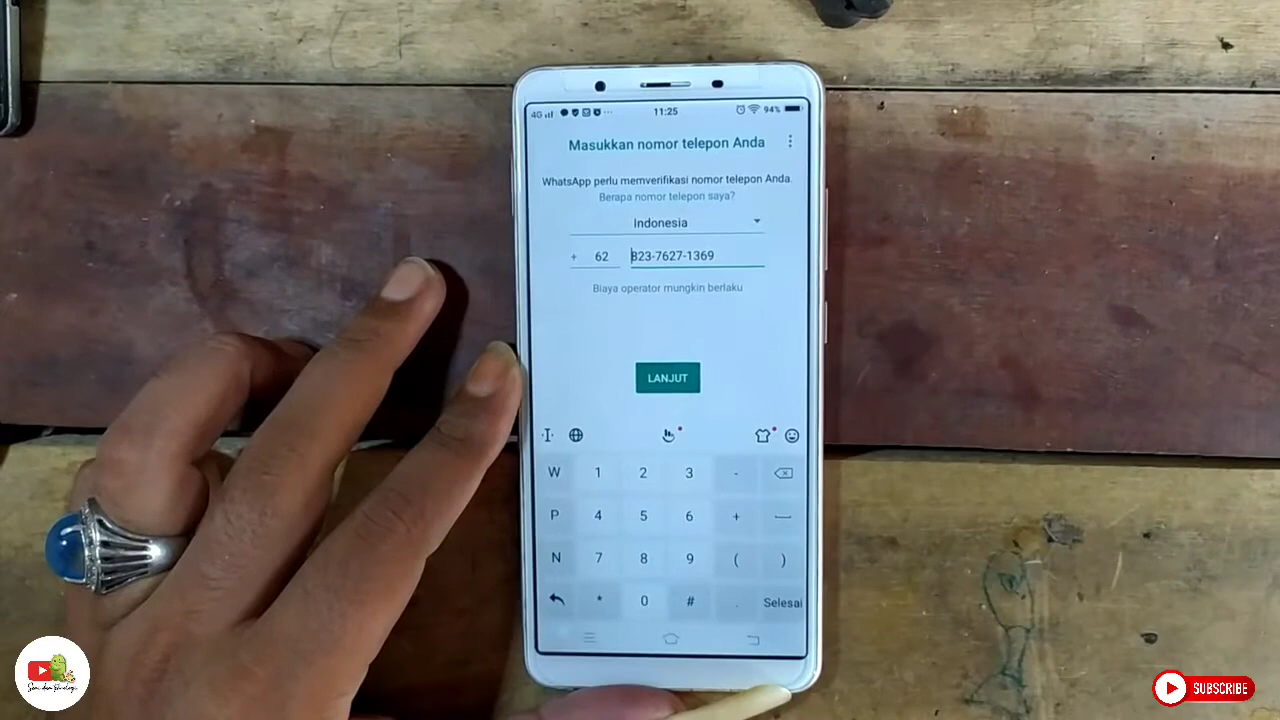 4G 11:25 94%
Masukkan nomor telepon Anda
WhatsApp perlu memverifikasi nomor telepon Anda.
Berapa nomor telepon saya?
Indonesia
+ 62 823-7627-1369
Biaya operator mungkin berlaku
LANJUT
W 1 2 3 -
P 4 5 6 +
N 7 8 9 ( )
* 0 # . Selesai
SUBSCRIBE